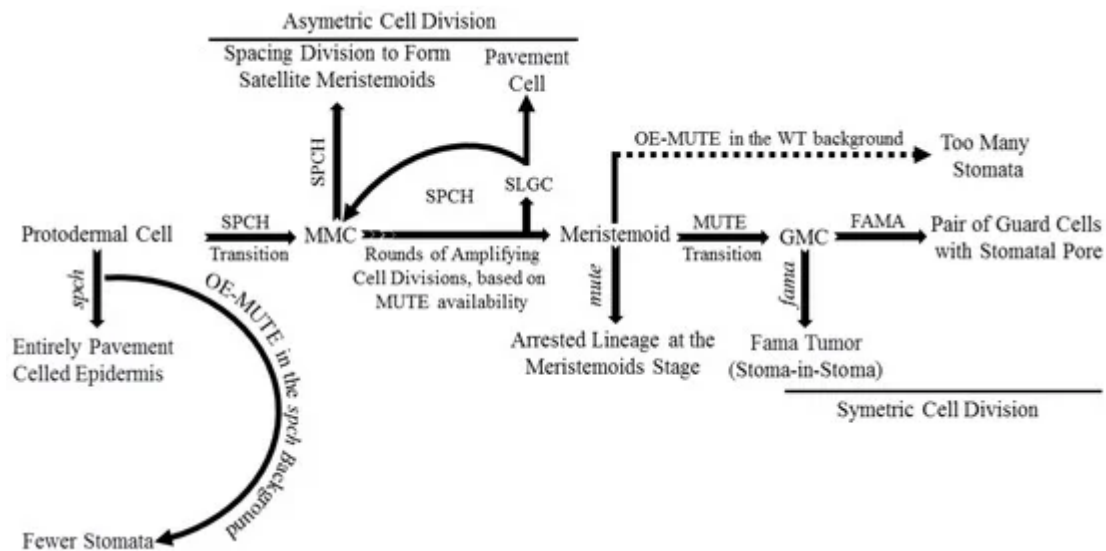 Asymetric Cell Division
Spacing Division to Form
Satellite Meristemoids
Pavement
Cell
SPCH
SPCH
SLGC
OE-MUTE in the WT background
Too Many
Stomata
Protodermal Cell
SPCH
Transition
MMC
Rounds of Amplifying
Cell Divisions, based on
MUTE availability
Meristemoid
MUTE
Transition
GMC
FAMA
Pair of Guard Cells
with Stomatal Pore
spch
Entirely Pavement
Celled Epidermis
OE-MUTE in the spch Background
Fewer Stomata
mute
Arrested Lineage at the
Meristemoids Stage
fama
Fama Tumor
(Stoma-in-Stoma)
Symetric Cell Division